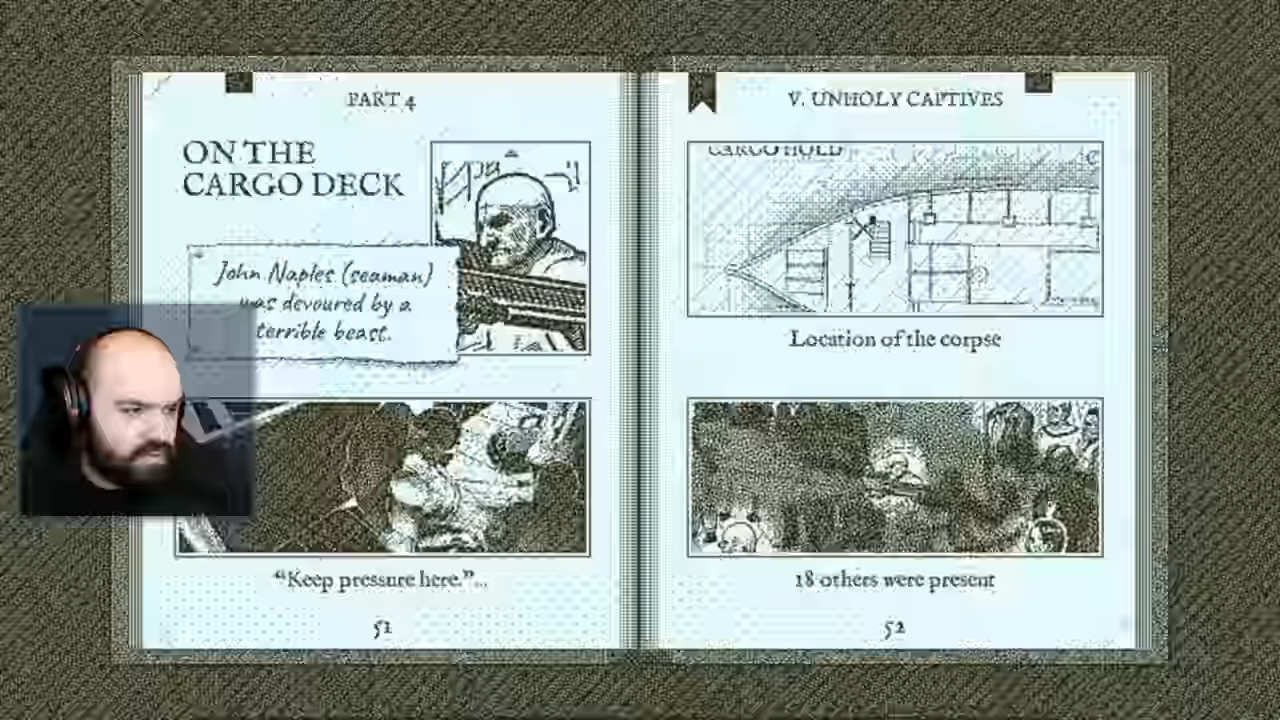 PART 4
ON THE
CARGO DECK
John Naples (seaman)
was devoured by a
terrible beast.
"Keep pressure here."...
51
V. UNHOLY CAPTIVES
CARGO HOLD
Location of the corpse
18 others were present
52